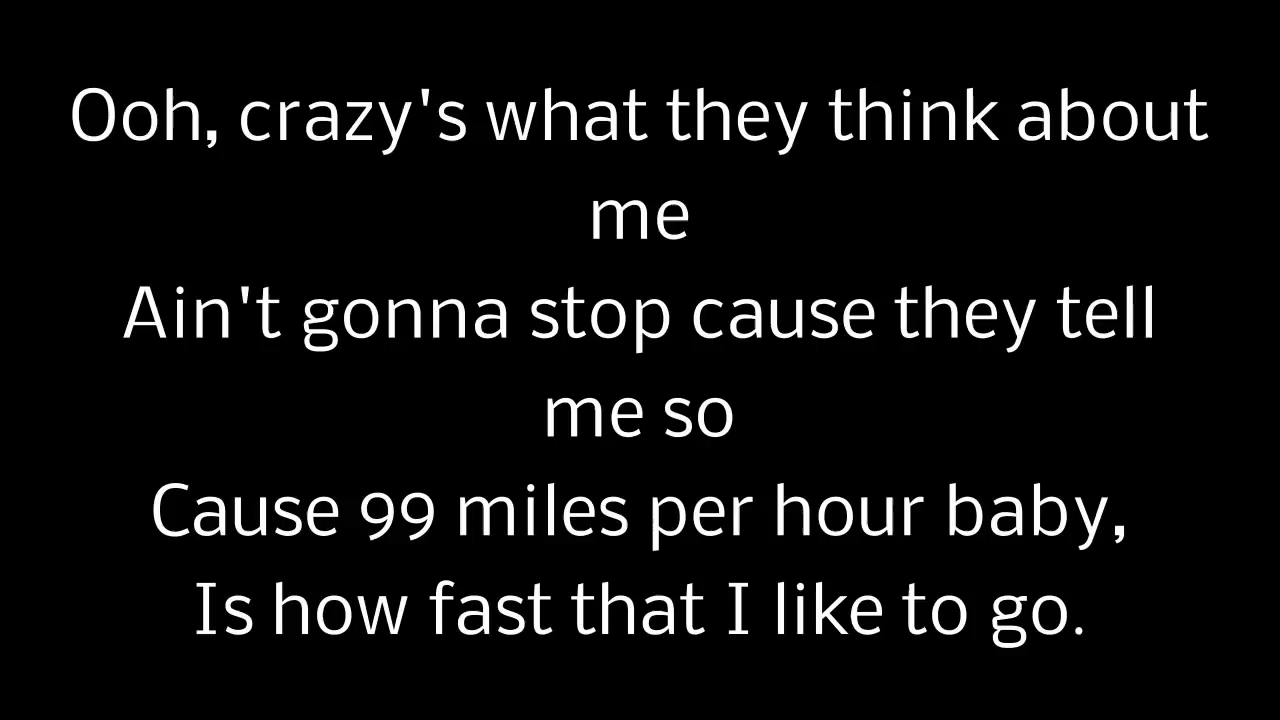 Ooh, crazy's what they think about
me
Ain't gonna stop cause they tell
me so
Cause 99 miles per hour baby,
Is how fast that I like to go.